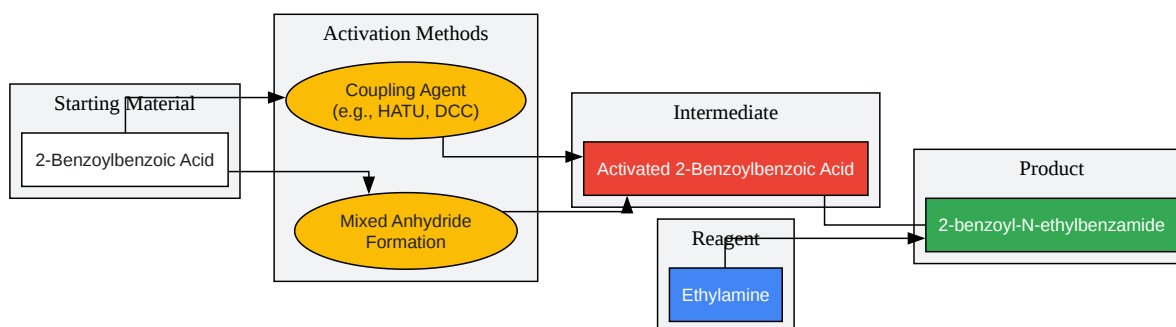 Starting Material
2-Benzoylbenzoic Acid
Activation Methods
Coupling Agent
(e.g., HATU, DCC)
Mixed Anhydride
Formation
Intermediate
Activated 2-Benzoylbenzoic Acid
Reagent
Ethylamine
Product
2-benzoyl-N-ethylbenzamide